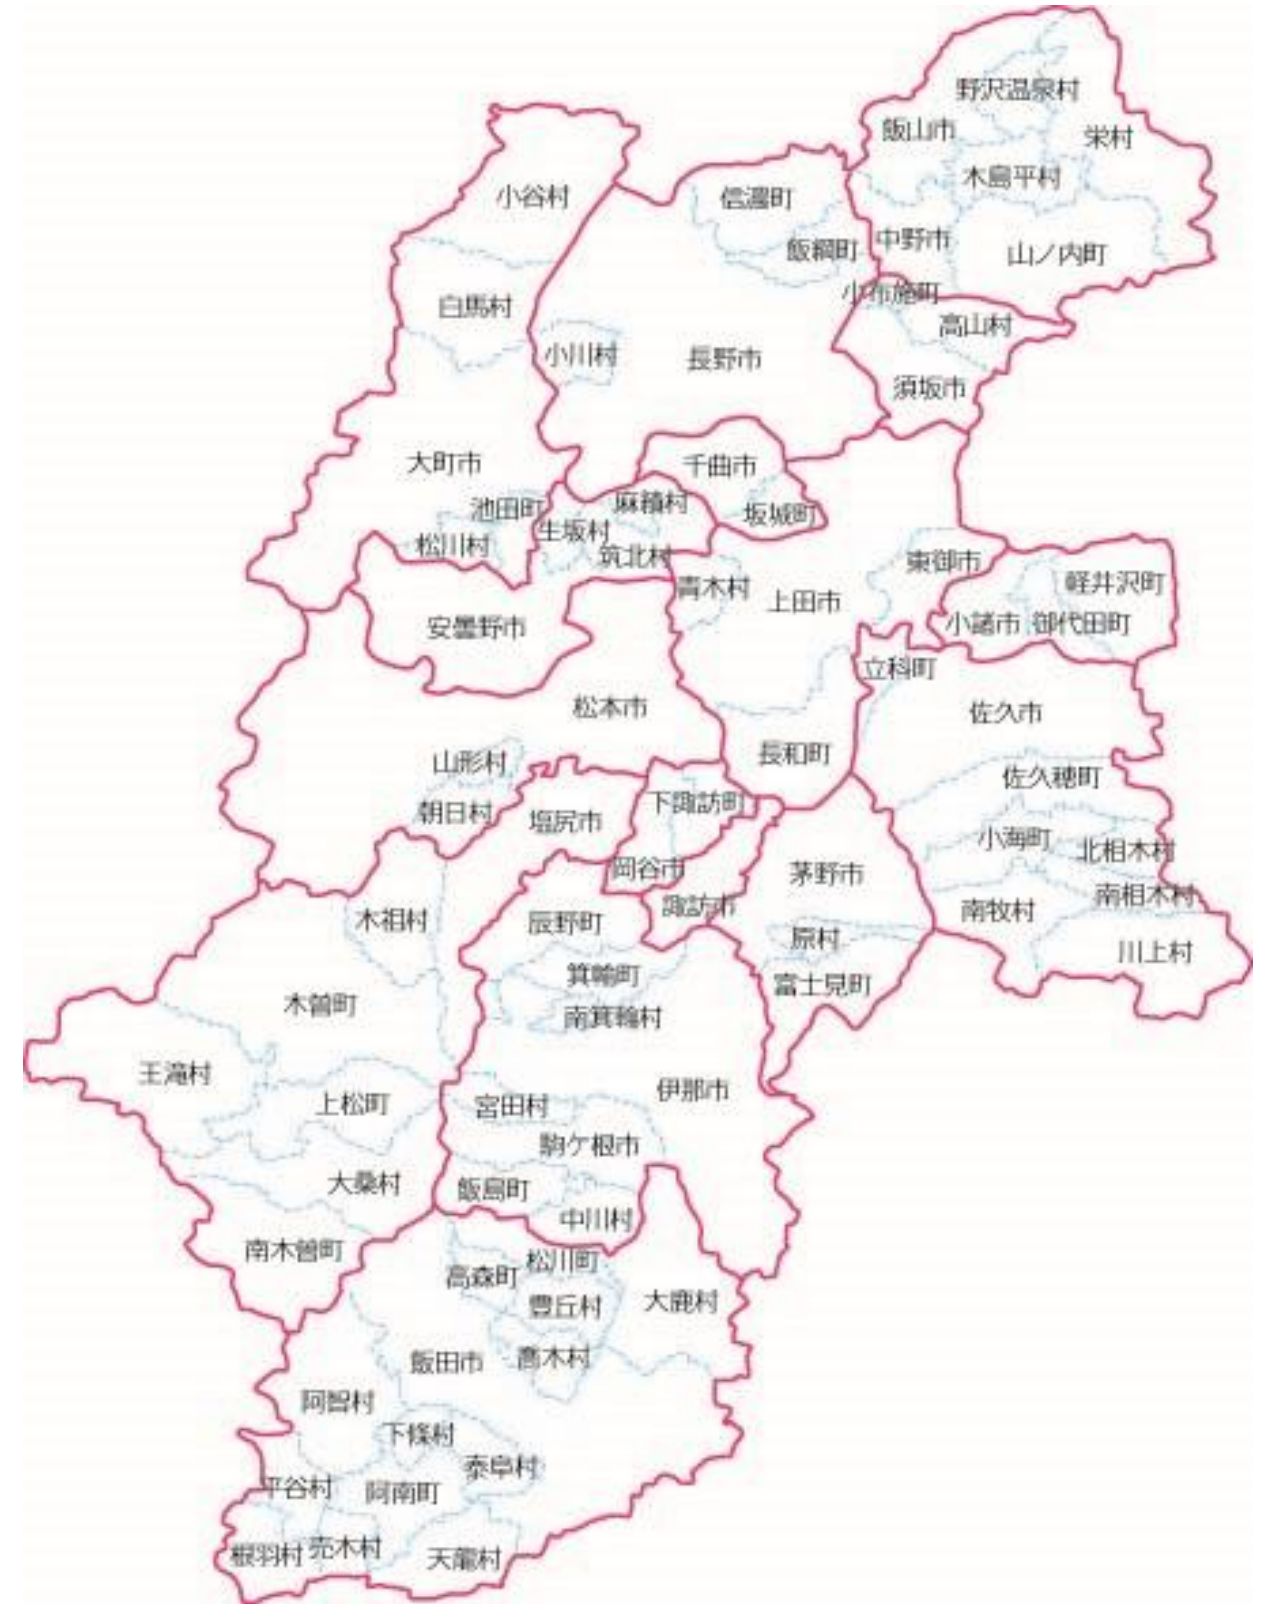 野沢温泉村
飯山市
栄村
木島平村
小谷村
信濃町
中野市
飯綱町
山ノ内町
小布施町
白馬村
高山村
小川村
長野市
須坂市
大町市
千曲市
池田町
麻績村
坂城町
生坂村
松川村
筑北村
東御市
青木村
上田市
軽井沢町
小諸市
御代田町
安曇野市
立科町
松本市
佐久市
長和町
山形村
佐久穂町
下諏訪町
朝日村
塩尻市
小海町
北相木村
岡谷市
茅野市
南相木村
諏訪市
南牧村
木祖村
辰野町
原村
川上村
箕輪町
富士見町
木曽町
南箕輪村
王滝村
伊那市
上松町
宮田村
駒ケ根市
大桑村
飯島町
中川村
南木曽町
松川町
高森町
大鹿村
豊丘村
喬木村
飯田市
阿智村
下條村
泰阜村
平谷村
阿南町
売木村
根羽村
天龍村